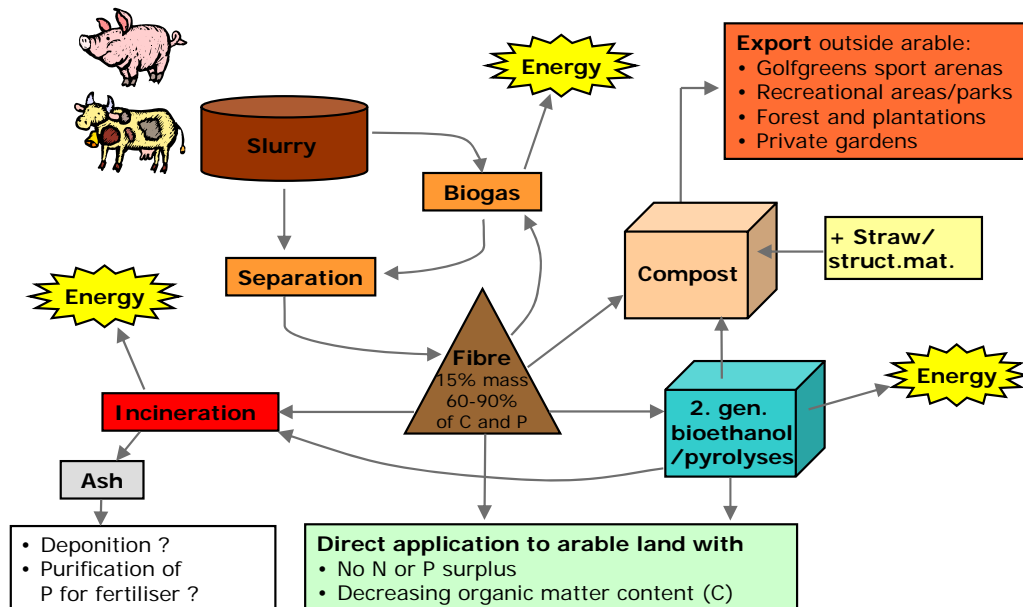 Energy
Export outside arable:
• Golfgreens sport arenas
• Recreational areas/parks
• Forest and plantations
• Private gardens
Slurry
Biogas
+ Straw/
struct.mat.
Compost
Separation
Energy
Fibre
15% mass
60-90%
of C and P
Energy
Incineration
2. gen.
bioethanol
/pyrolyses
Ash
• Deponition ?
• Purification of
P for fertiliser ?
Direct application to arable land with
• No N or P surplus
• Decreasing organic matter content (C)